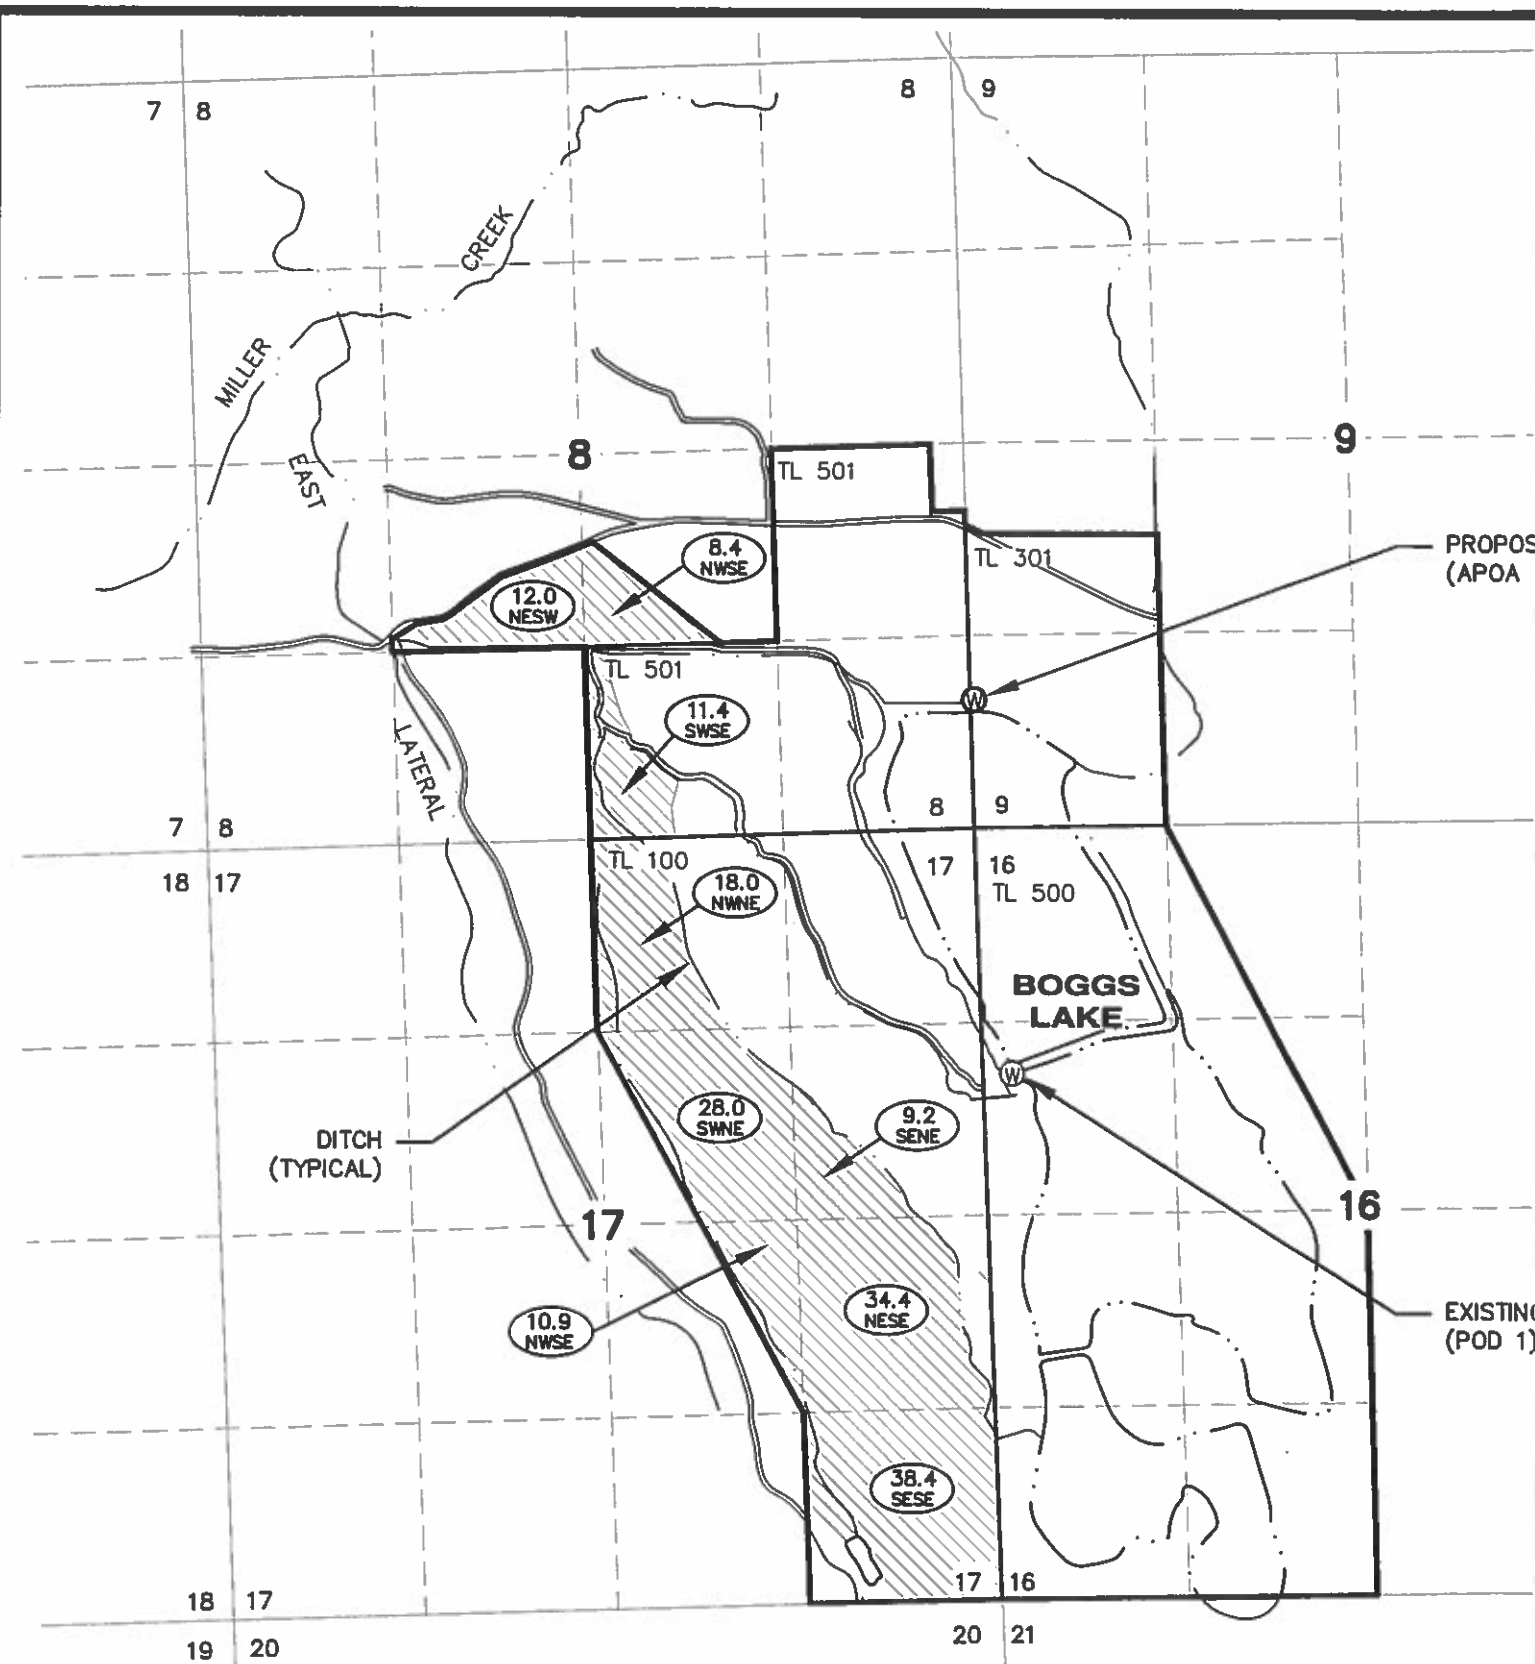 7 8
8 9
CREEK
MILLER
8
9
EAST
TL 501
PROPOS
(APOA
8.4
NWSE
TL 301
12.0
NESW
TL 501
11.4
SWSE
W
LATERAL
7 8
8 9
18 17
TL 100
17 16
18.0
NWNE
TL 500
BOGGS
LAKE
W
28.0
SWNE
9.2
SENE
DITCH
(TYPICAL)
17
16
10.9
NWSE
34.4
NESE
EXISTING
(POD 1)
38.4
SESE
17 16
18 17
19 20
20 21